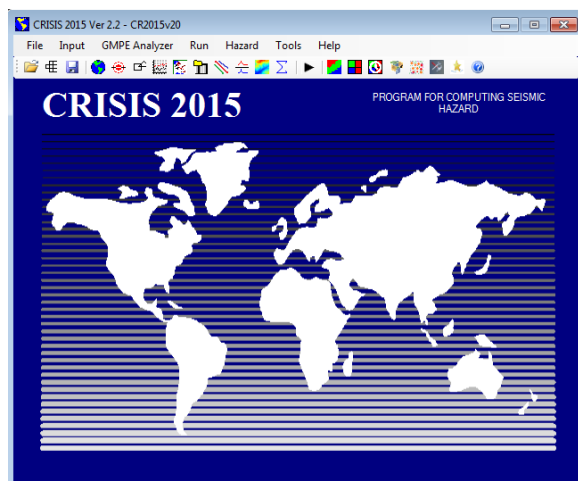 CRISIS 2015 Ver 2.2 - CR2015v20
File Input GMPE Analyzer Run Hazard Tools Help
CRISIS 2015
PROGRAM FOR COMPUTING SEISMIC
HAZARD